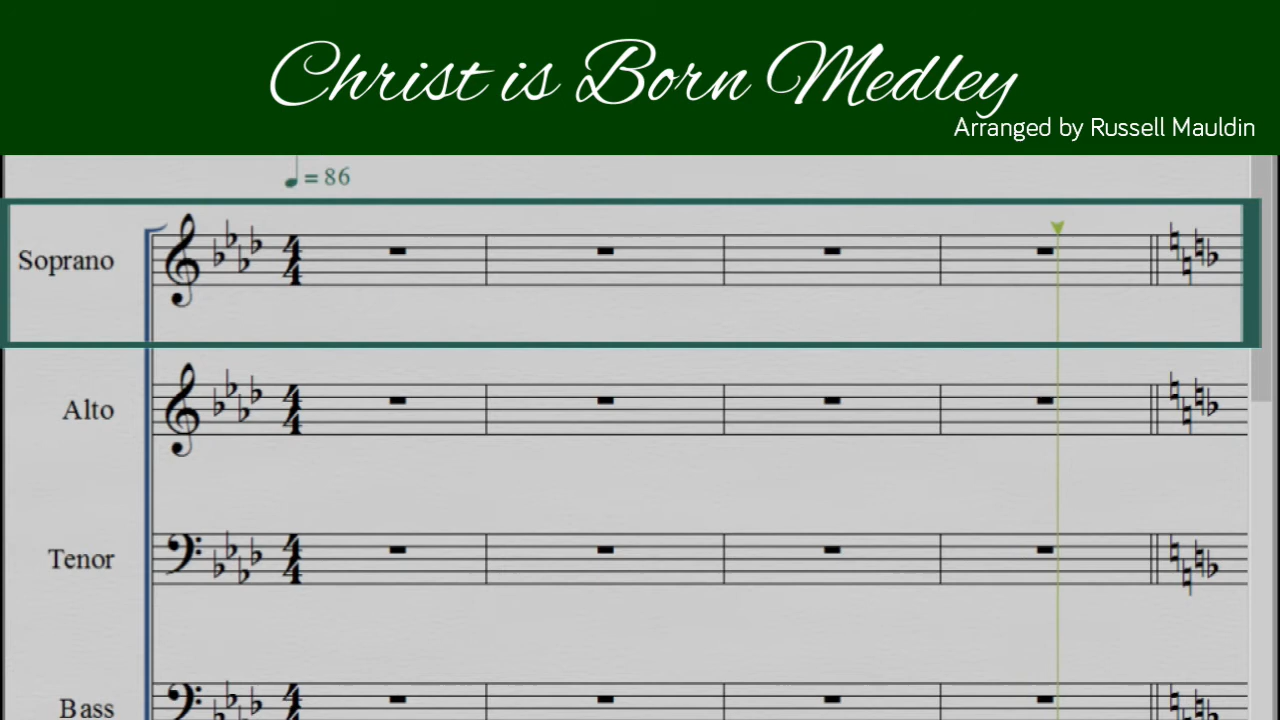 Christ is Born Medley
Arranged by Russell Mauldin
♩ = 86
Soprano
Alto
Tenor
Bass